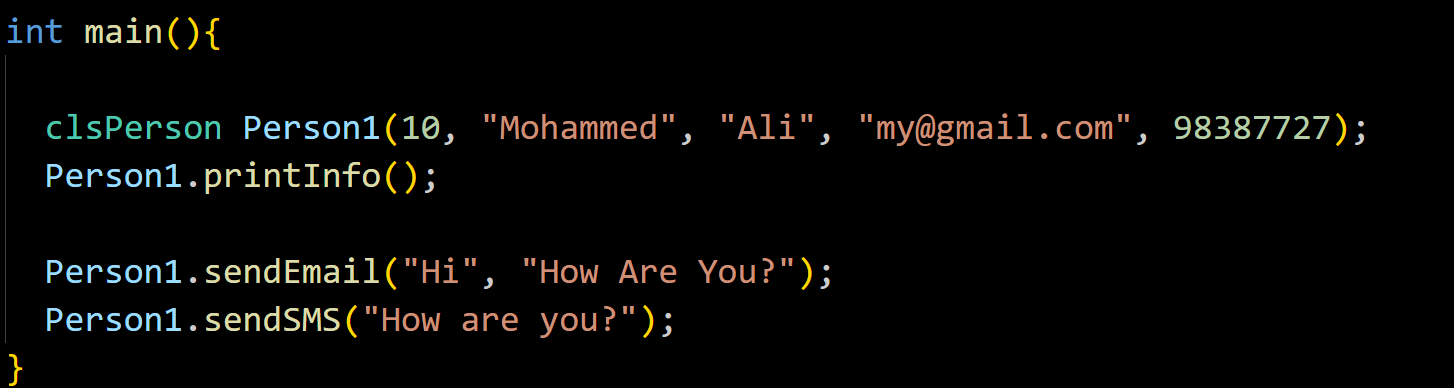 int main(){
clsPerson Person1(10, "Mohammed", "Ali", "my@gmail.com", 98387727);
Person1.printInfo();
Person1.sendEmail("Hi", "How Are You?");
Person1.sendSMS("How are you?");
}